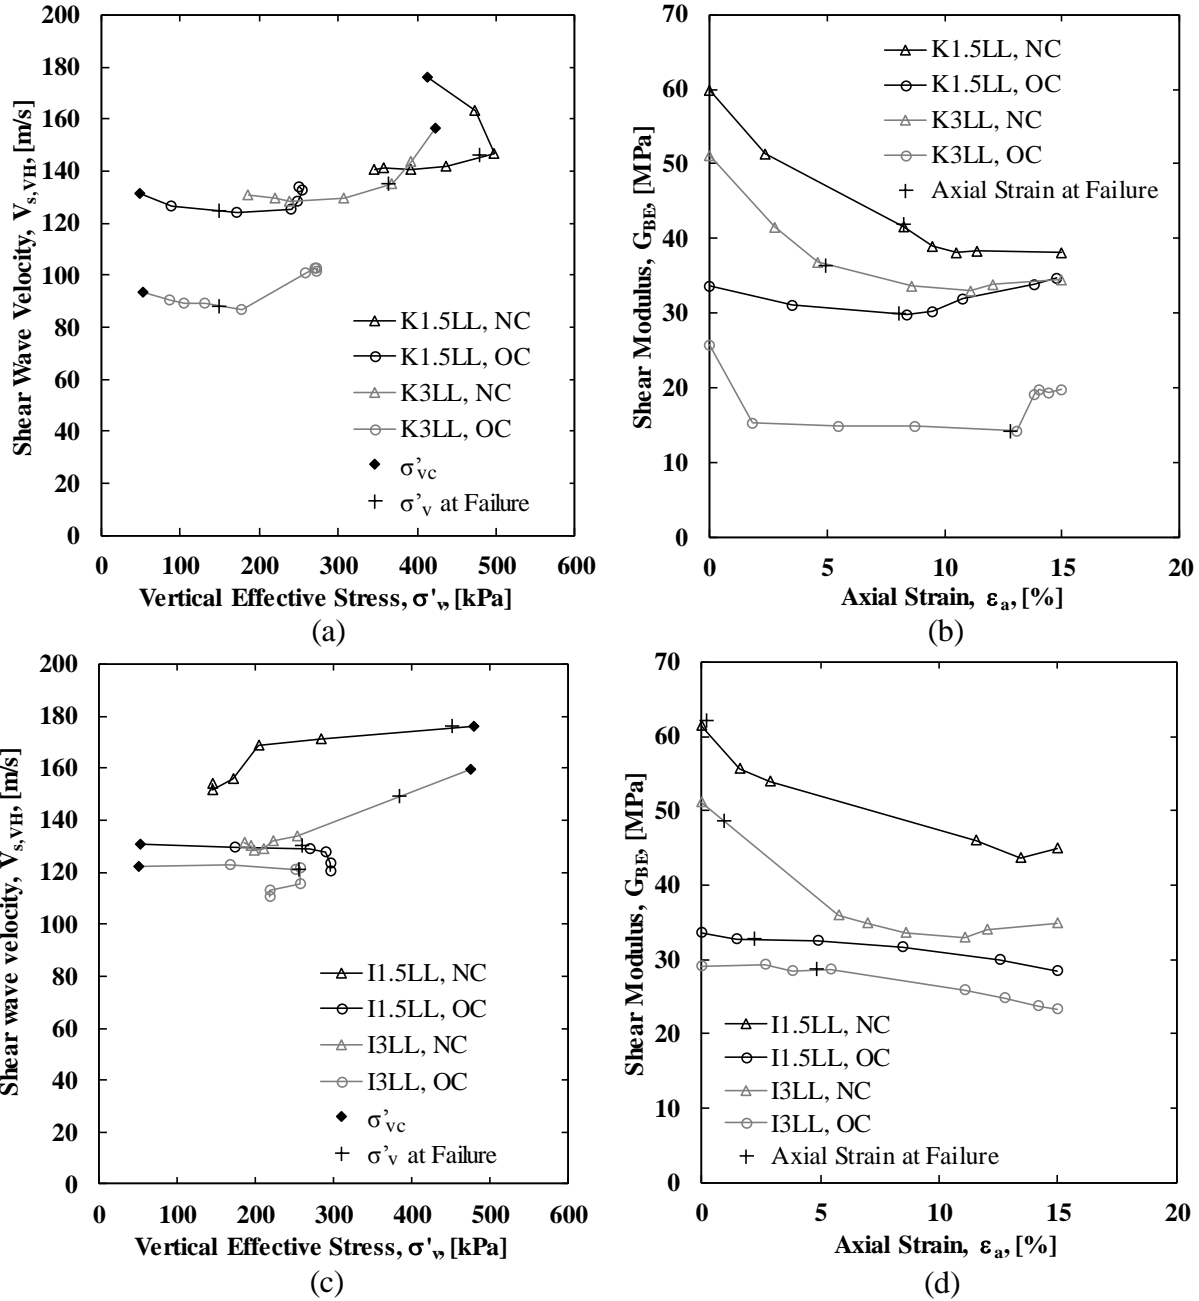 200
180
160
140
120
100
80
60
40
20
0
0 100 200 300 400 500 600
Shear Wave Velocity, Vs,VH, [m/s]
Vertical Effective Stress, σ'v, [kPa]
K1.5LL, NC
K1.5LL, OC
K3LL, NC
K3LL, OC
σ'vc
σ'v at Failure
(a)
70
60
50
40
30
20
10
0
0 5 10 15 20
Shear Modulus, GBE, [MPa]
Axial Strain, εa, [%]
K1.5LL, NC
K1.5LL, OC
K3LL, NC
K3LL, OC
Axial Strain at Failure
(b)
200
180
160
140
120
100
80
60
40
20
0
0 100 200 300 400 500 600
Shear wave velocity, Vs,VH, [m/s]
Vertical Effective Stress, σ'v, [kPa]
I1.5LL, NC
I1.5LL, OC
I3LL, NC
I3LL, OC
σ'vc
σ'v at Failure
(c)
70
60
50
40
30
20
10
0
0 5 10 15 20
Shear Modulus, GBE, [MPa]
Axial Strain, εa, [%]
I1.5LL, NC
I1.5LL, OC
I3LL, NC
I3LL, OC
Axial Strain at Failure
(d)